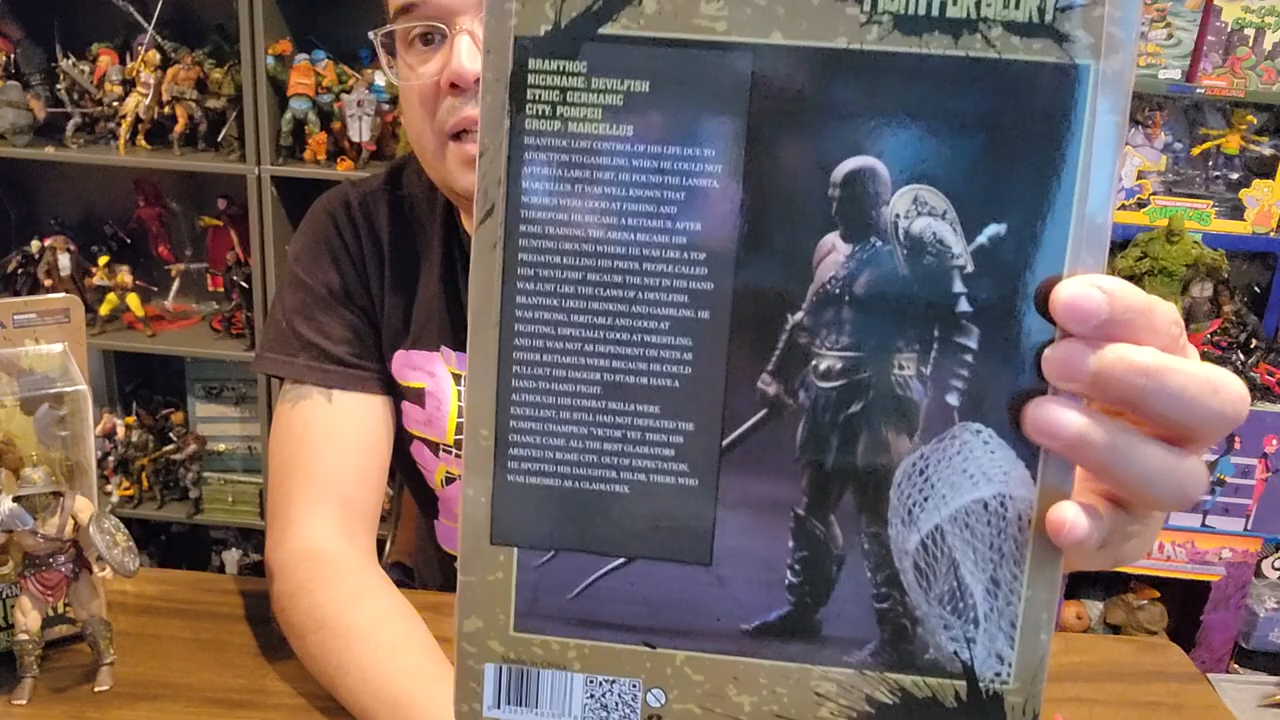 FIGHT FOR GLORY
BRANTHOC
NICKNAME: DEVILFISH
ETHIC: GERMANIC
CITY: POMPEII
GROUP: MARCELLUS
BRANTHOC LOST CONTROL OF HIS LIFE DUE TO
ADDICTION TO GAMBLING. WHEN HE COULD NOT
AFFORD A LARGE DEBT, HE FOUND THE LANISTA,
MARCELLUS. IT WAS WELL KNOWN THAT
NORDICS WERE GOOD AT FISHING AND
THEREFORE HE BECAME A RETIARIUS. AFTER
SOME TRAINING, THE ARENA BECAME HIS
HUNTING GROUND WHERE HE WAS LIKE A TOP
PREDATOR KILLING HIS PREYS. PEOPLE CALLED
HIM "DEVILFISH" BECAUSE THE NET IN HIS HAND
WAS JUST LIKE THE CLAWS OF A DEVILFISH.
BRANTHOC LIKED DRINKING AND GAMBLING. HE
WAS STRONG, IRRITABLE AND GOOD AT
FIGHTING, ESPECIALLY GOOD AT WRESTLING.
AND HE WAS NOT AS DEPENDENT ON NETS AS
OTHER RETIARIUS WERE BECAUSE HE COULD
PULL OUT HIS DAGGER TO STAB OR HAVE A
HAND-TO-HAND FIGHT.
ALTHOUGH HIS COMBAT SKILLS WERE
EXCELLENT, HE STILL HAD NOT DEFEATED THE
POMPEII CHAMPION "VICTOR" YET. THEN HIS
CHANCE CAME. ALL THE BEST GLADIATORS
ARRIVED IN ROME CITY. OUT OF EXPECTATION,
HE SPOTTED HIS DAUGHTER, HILDR, THERE WHO
WAS DRESSED AS A GLADIATRIX.
Made in China
TURTLES